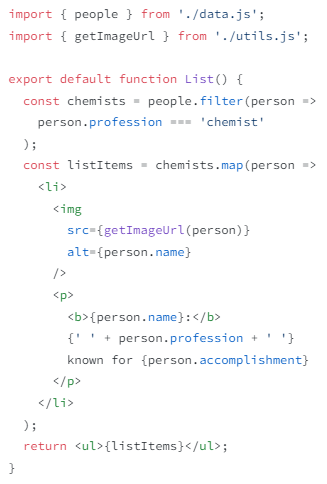 import { people } from './data.js';
import { getImageUrl } from './utils.js';

export default function List() {
  const chemists = people.filter(person =>
    person.profession === 'chemist'
  );
  const listItems = chemists.map(person =>
    <li>
      <img
        src={getImageUrl(person)}
        alt={person.name}
      />
      <p>
        <b>{person.name}:</b>
        {' ' + person.profession + ' '}
        known for {person.accomplishment}
      </p>
    </li>
  );
  return <ul>{listItems}</ul>;
}